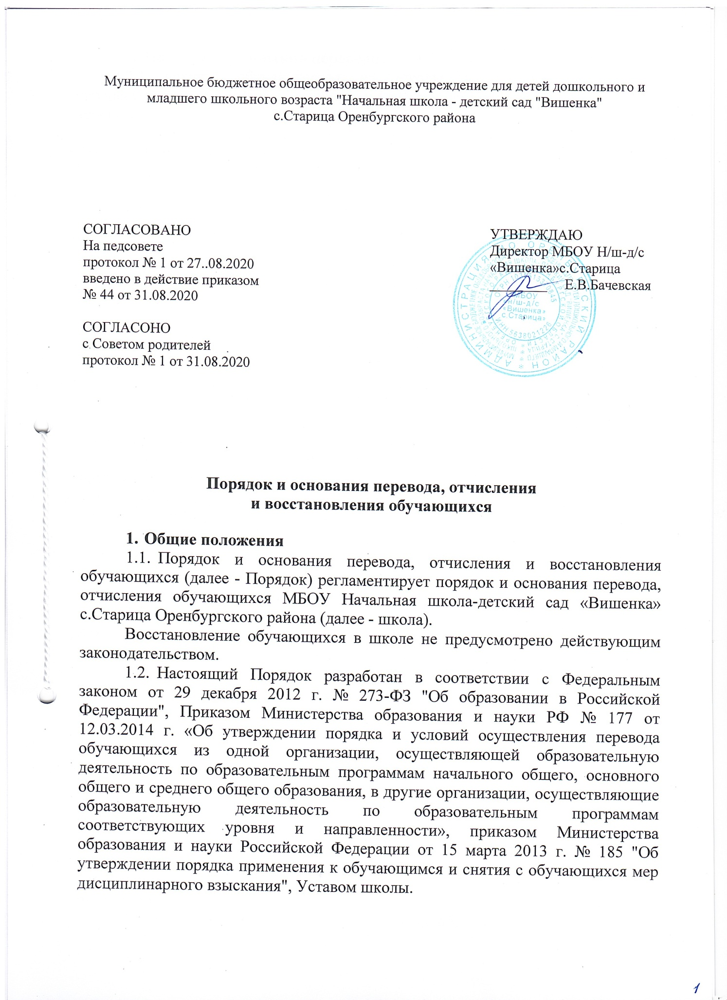 Муниципальное бюджетное общеобразовательное учреждение для детей дошкольного и
младшего школьного возраста "Начальная школа - детский сад "Вишенка"
с.Старица Оренбургского района
СОГЛАСОВАНО
На педсовете
протокол № 1 от 27..08.2020
введено в действие приказом
№ 44 от 31.08.2020
СОГЛАСОНО
с Советом родителей
протокол № 1 от 31.08.2020
УТВЕРЖДАЮ
Директор МБОУ Н/ш-д/с
«Вишенка»с.Старица
Е.В.Бачевская
АДМИНИСТРАЦИЯ МО ОРЕНБУРГСКИЙ РАЙОН
ИНН 5638021226
МБОУ
«н/ш-д/с
«Вишенка»
с Старица»
Порядок и основания перевода, отчисления
и восстановления обучающихся
1. Общие положения
1.1. Порядок и основания перевода, отчисления и восстановления
обучающихся (далее - Порядок) регламентирует порядок и основания перевода,
отчисления обучающихся МБОУ Начальная школа-детский сад «Вишенка»
с.Старица Оренбургского района (далее - школа).
Восстановление обучающихся в школе не предусмотрено действующим
законодательством.
1.2. Настоящий Порядок разработан в соответствии с Федеральным
законом от 29 декабря 2012 г. № 273-ФЗ "Об образовании в Российской
Федерации", Приказом Министерства образования и науки РФ № 177 от
12.03.2014 г. «Об утверждении порядка и условий осуществления перевода
обучающихся из одной организации, осуществляющей образовательную
деятельность по образовательным программам начального общего, основного
общего и среднего общего образования, в другие организации, осуществляющие
образовательную деятельность по образовательным программам
соответствующих уровня и направленности», приказом Министерства
образования и науки Российской Федерации от 15 марта 2013 г. № 185 "Об
утверждении порядка применения к обучающимся и снятия с обучающихся мер
дисциплинарного взыскания", Уставом школы.
1